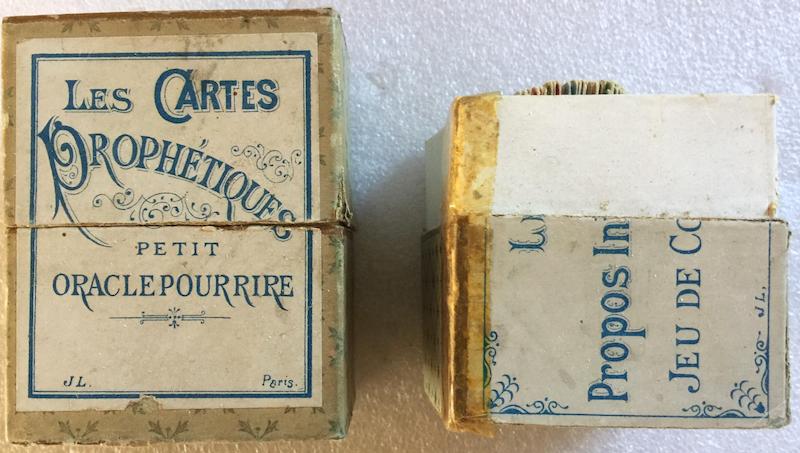 LES CARTES
PROPHÉTIQUES
PETIT
ORACLE POUR RIRE
JL.
Paris.
Propos In
JEU DE CO
JL.